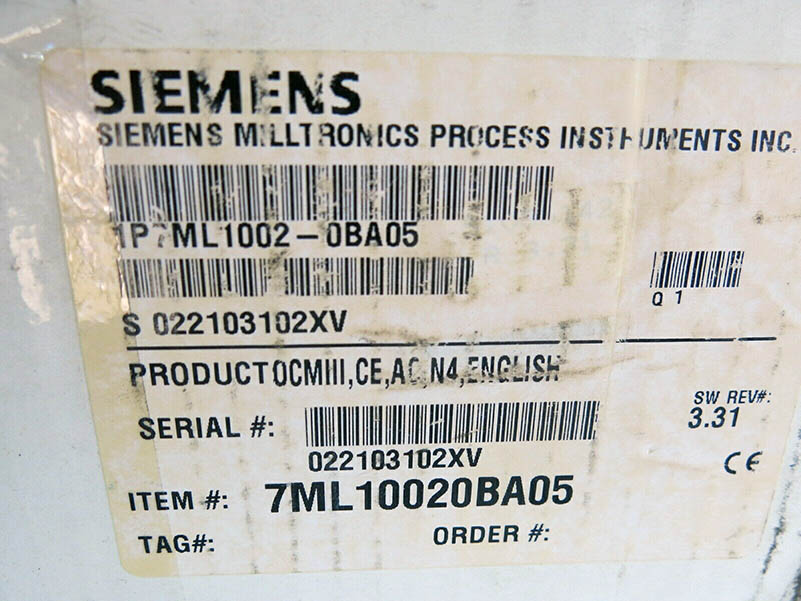 SIEMENS
SIEMENS MILLTRONICS PROCESS INSTRUMENTS INC.
1P7ML1002-0BA05
Q 1
S 022103102XV
PRODUCT OCMIII,CE,AC,N4,ENGLISH
SW REV#:
3.31
SERIAL #:
022103102XV
CE
ITEM #: 7ML10020BA05
TAG#: ORDER #: